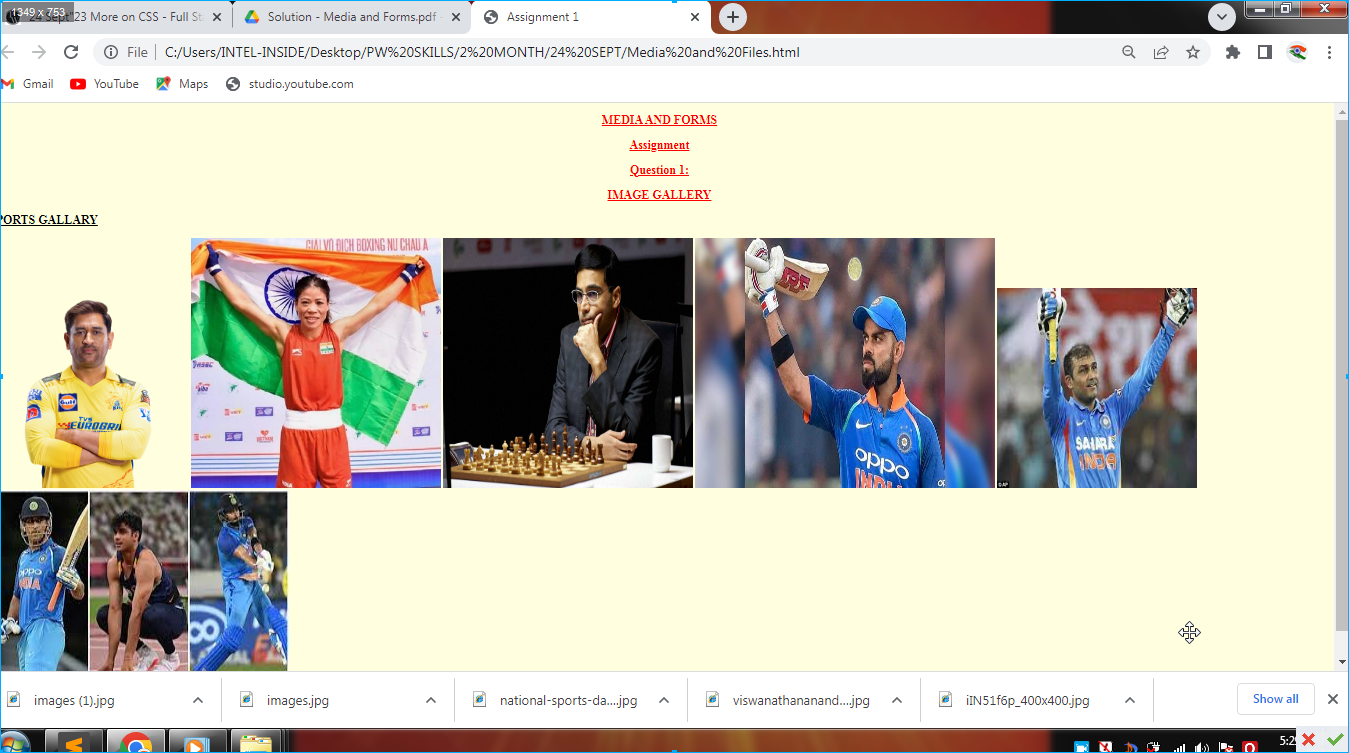 1349 x 753
24 Sept'23 More on CSS - Full St
Solution - Media and Forms.pdf
Assignment 1
File
C:/Users/INTEL-INSIDE/Desktop/PW%20SKILLS/2%20MONTH/24%20SEPT/Media%20and%20Files.html
Gmail
YouTube
Maps
studio.youtube.com
MEDIA AND FORMS
Assignment
Question 1:
IMAGE GALLERY
PORTS GALLARY
GIẢI VÔ ĐỊCH BOXING NỮ CHÂU Á
Gulf
TVS
EUROGRIP
oppo
INDIA
SAHARA
INDIA
oppo
INDIA
images (1).jpg
images.jpg
national-sports-da....jpg
viswanathananand....jpg
iIN51f6p_400x400.jpg
Show all